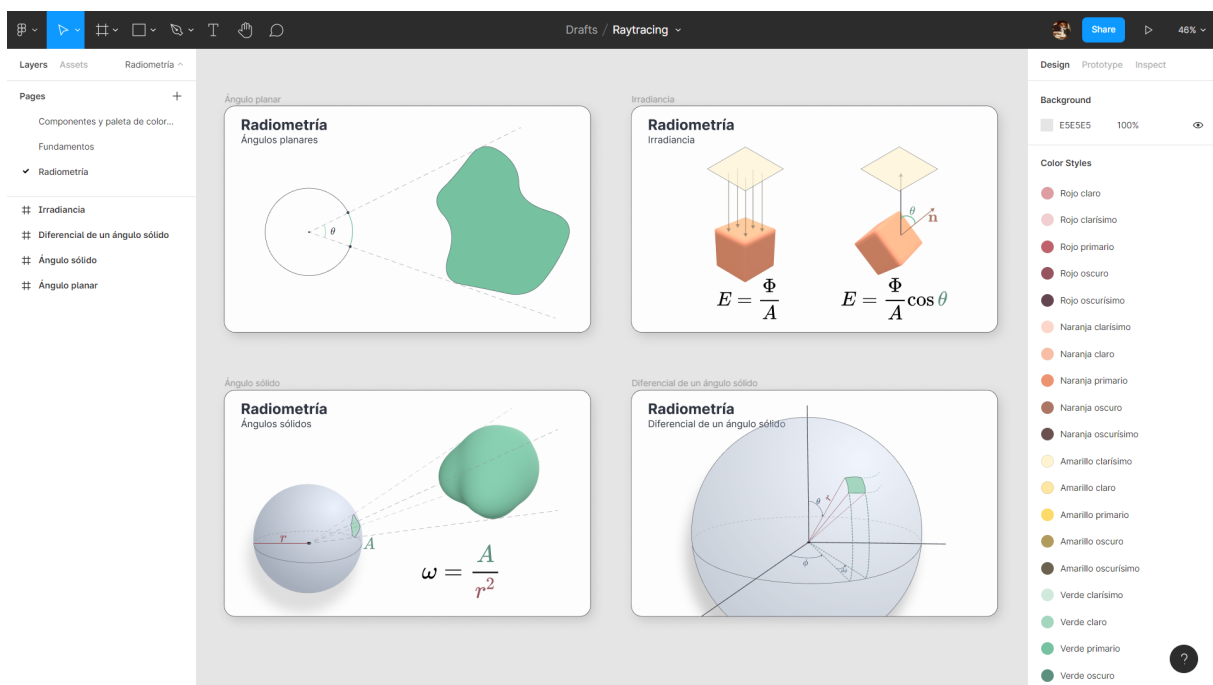 Drafts / Raytracing
Share
46%
Layers Assets Radiometría
Pages
Componentes y paleta de color...
Fundamentos
Radiometría
Irradiancia
Diferencial de un ángulo sólido
Ángulo sólido
Ángulo planar
Ángulo planar
Radiometría
Ángulos planares
θ
Irradiancia
Radiometría
Irradiancia
θ
n
E = Φ/A
E = Φ/A cos θ
Ángulo sólido
Radiometría
Ángulos sólidos
r
A
ω = A/r²
Diferencial de un ángulo sólido
Radiometría
Diferencial de un ángulo sólido
θ
r
ϕ
Design Prototype Inspect
Background
E5E5E5 100%
Color Styles
Rojo claro
Rojo clarísimo
Rojo primario
Rojo oscuro
Rojo oscurísimo
Naranja clarísimo
Naranja claro
Naranja primario
Naranja oscuro
Naranja oscurísimo
Amarillo clarísimo
Amarillo claro
Amarillo primario
Amarillo oscuro
Amarillo oscurísimo
Verde clarísimo
Verde claro
Verde primario
Verde oscuro
?